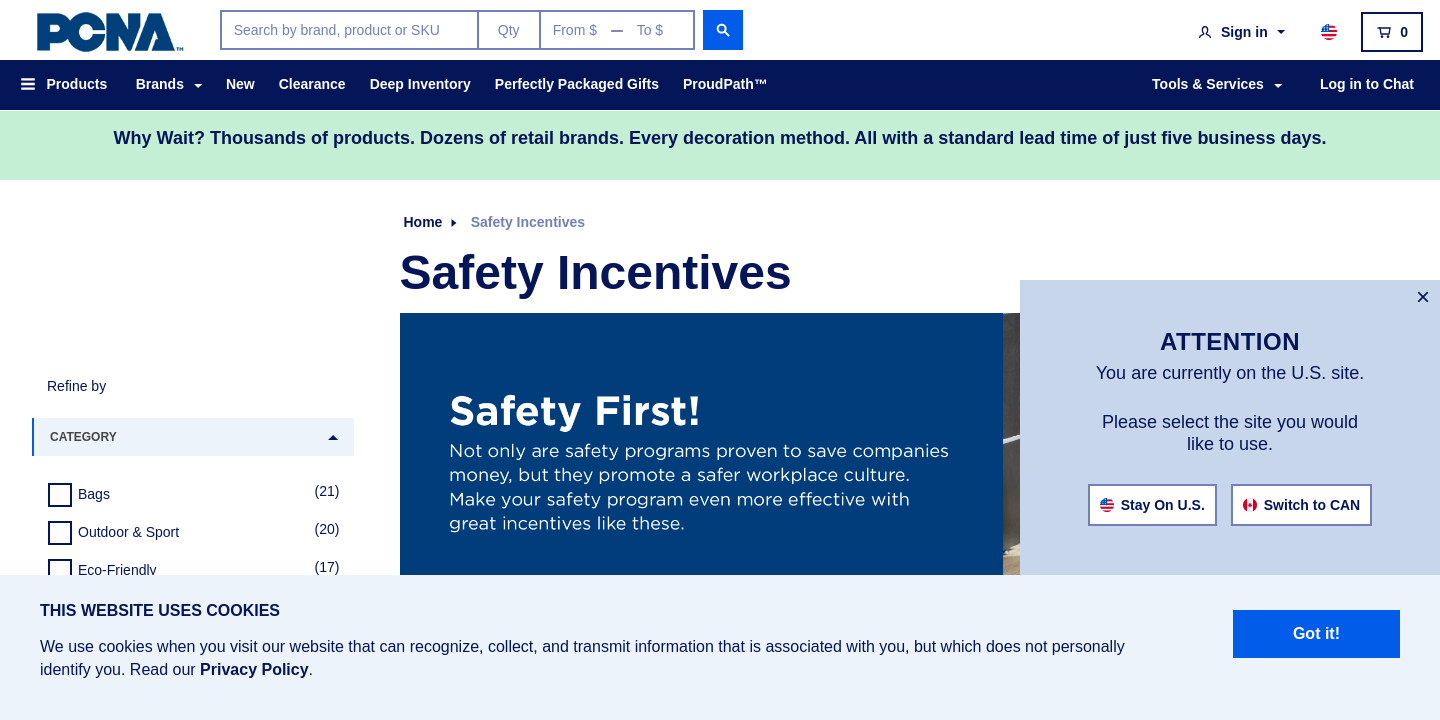 PCNA™
Search by brand, product or SKU
Qty
From $ — To $
Sign in
0
Products
Brands
New
Clearance
Deep Inventory
Perfectly Packaged Gifts
ProudPath™
Tools & Services
Log in to Chat
Why Wait? Thousands of products. Dozens of retail brands. Every decoration method. All with a standard lead time of just five business days.
Home
Safety Incentives
Safety Incentives
Refine by
CATEGORY
Bags (21)
Outdoor & Sport (20)
Eco-Friendly (17)
Safety First!
Not only are safety programs proven to save companies
money, but they promote a safer workplace culture.
Make your safety program even more effective with
great incentives like these.
×
ATTENTION
You are currently on the U.S. site.
Please select the site you would
like to use.
Stay On U.S.
Switch to CAN
THIS WEBSITE USES COOKIES
We use cookies when you visit our website that can recognize, collect, and transmit information that is associated with you, but which does not personally
identify you. Read our Privacy Policy.
Got it!